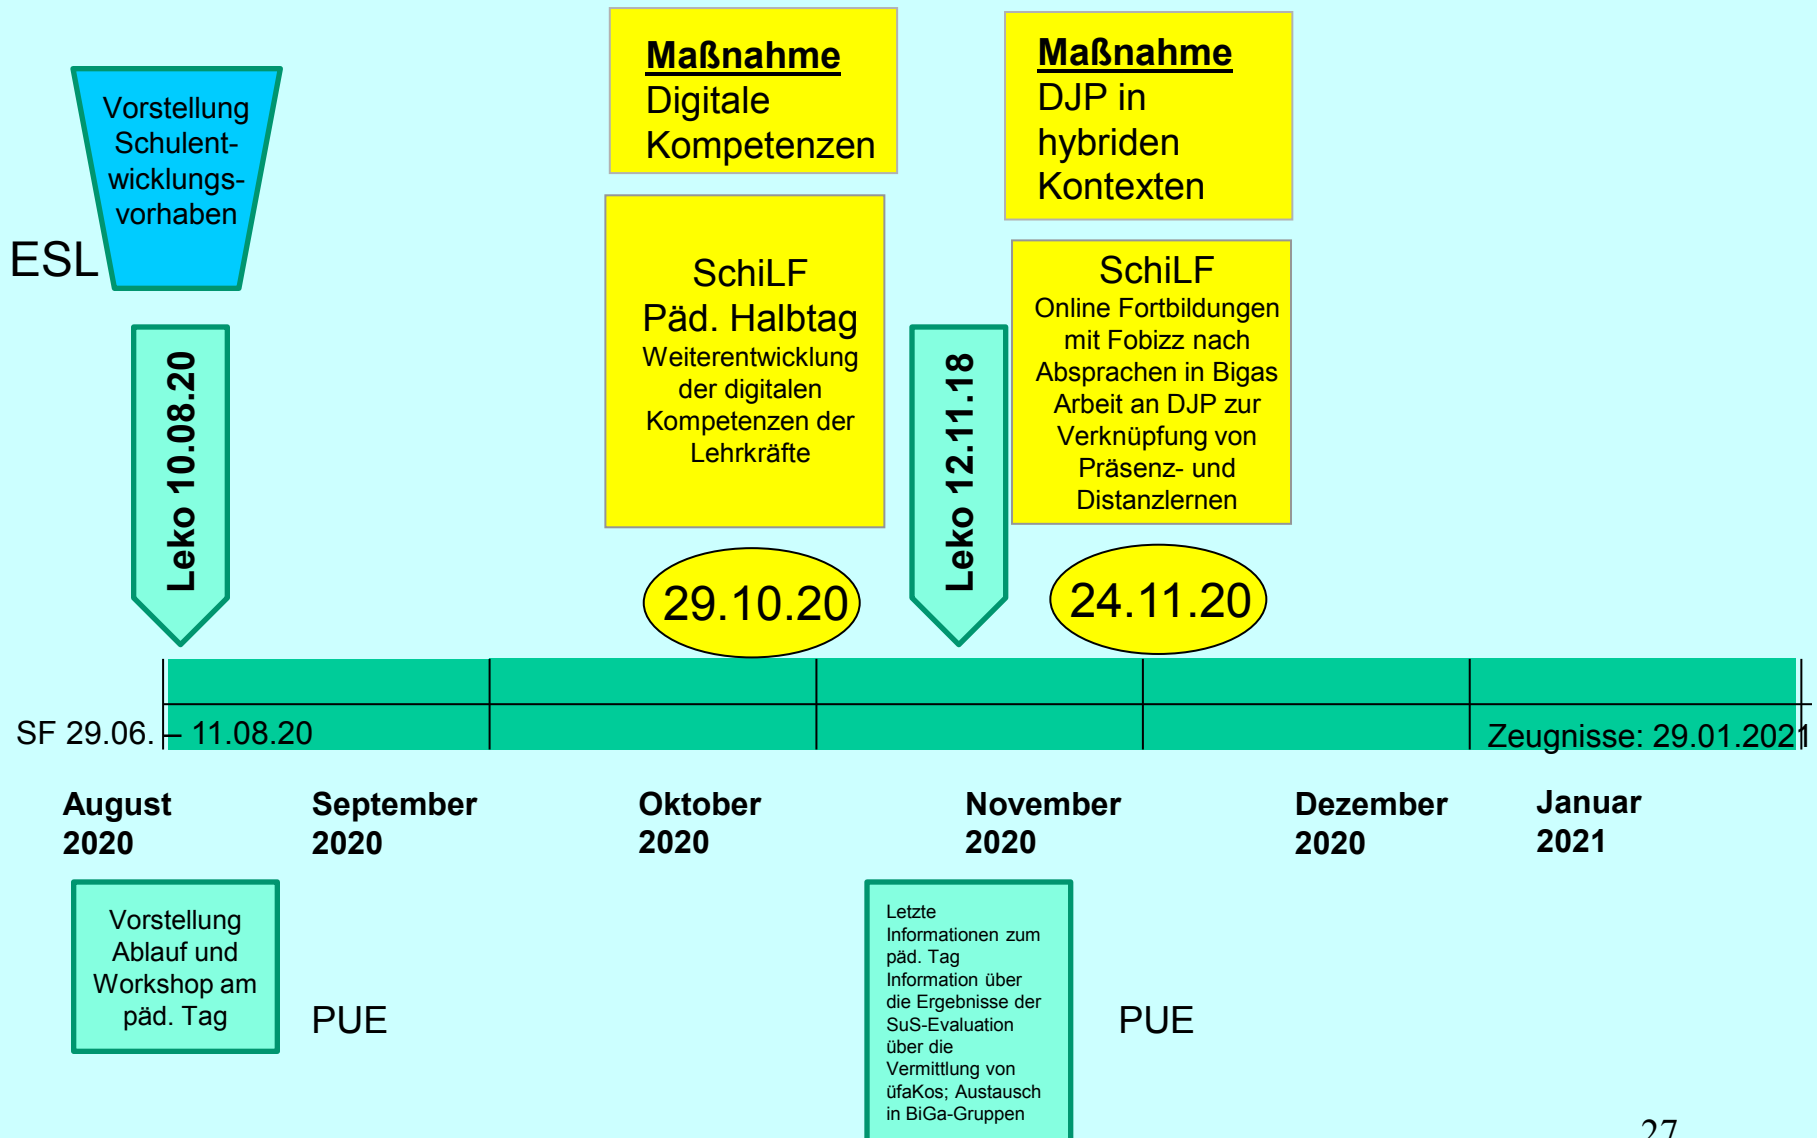 Vorstellung
Schulent-
wicklungs-
vorhaben
ESL
Leko 10.08.20
Maßnahme
Digitale
Kompetenzen
SchiLF
Päd. Halbtag
Weiterentwicklung
der digitalen
Kompetenzen der
Lehrkräfte
29.10.20
Leko 12.11.18
Maßnahme
DJP in
hybriden
Kontexten
SchiLF
Online Fortbildungen
mit Fobizz nach
Absprachen in Bigas
Arbeit an DJP zur
Verknüpfung von
Präsenz- und
Distanzlernen
24.11.20
SF 29.06. – 11.08.20
Zeugnisse: 29.01.2021
August
2020
September
2020
Oktober
2020
November
2020
Dezember
2020
Januar
2021
Vorstellung
Ablauf und
Workshop am
päd. Tag
PUE
Letzte
Informationen zum
päd. Tag
Information über
die Ergebnisse der
SuS-Evaluation
über die
Vermittlung von
üfaKos; Austausch
in BiGa-Gruppen
PUE
27